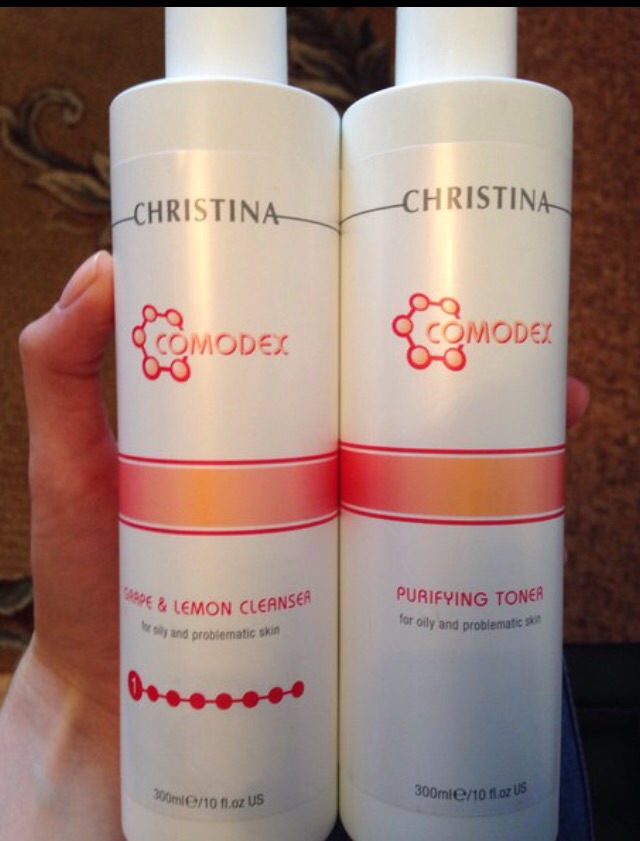 CHRISTINA
COMODEX
GRAPE & LEMON CLEANSER
for oily and problematic skin
1
300ml℮/10 fl.oz US
CHRISTINA
COMODEX
PURIFYING TONER
for oily and problematic skin
300ml℮/10 fl.oz US